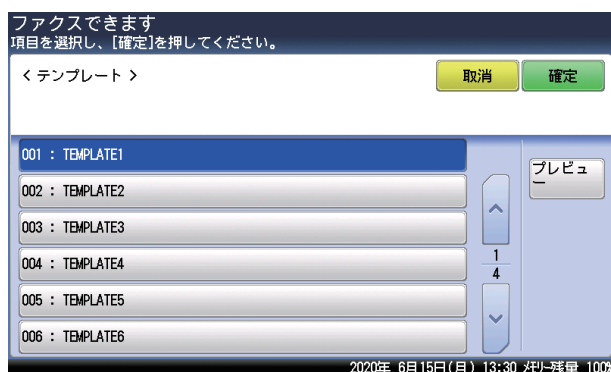 ファクスできます
項目を選択し、[確定]を押してください。
< テンプレート >
取消
確定
001 : TEMPLATE1
002 : TEMPLATE2
003 : TEMPLATE3
004 : TEMPLATE4
005 : TEMPLATE5
006 : TEMPLATE6
プレビュ
ー
1
4
2020年 6月15日(月) 13:30 メモリー残量 100%